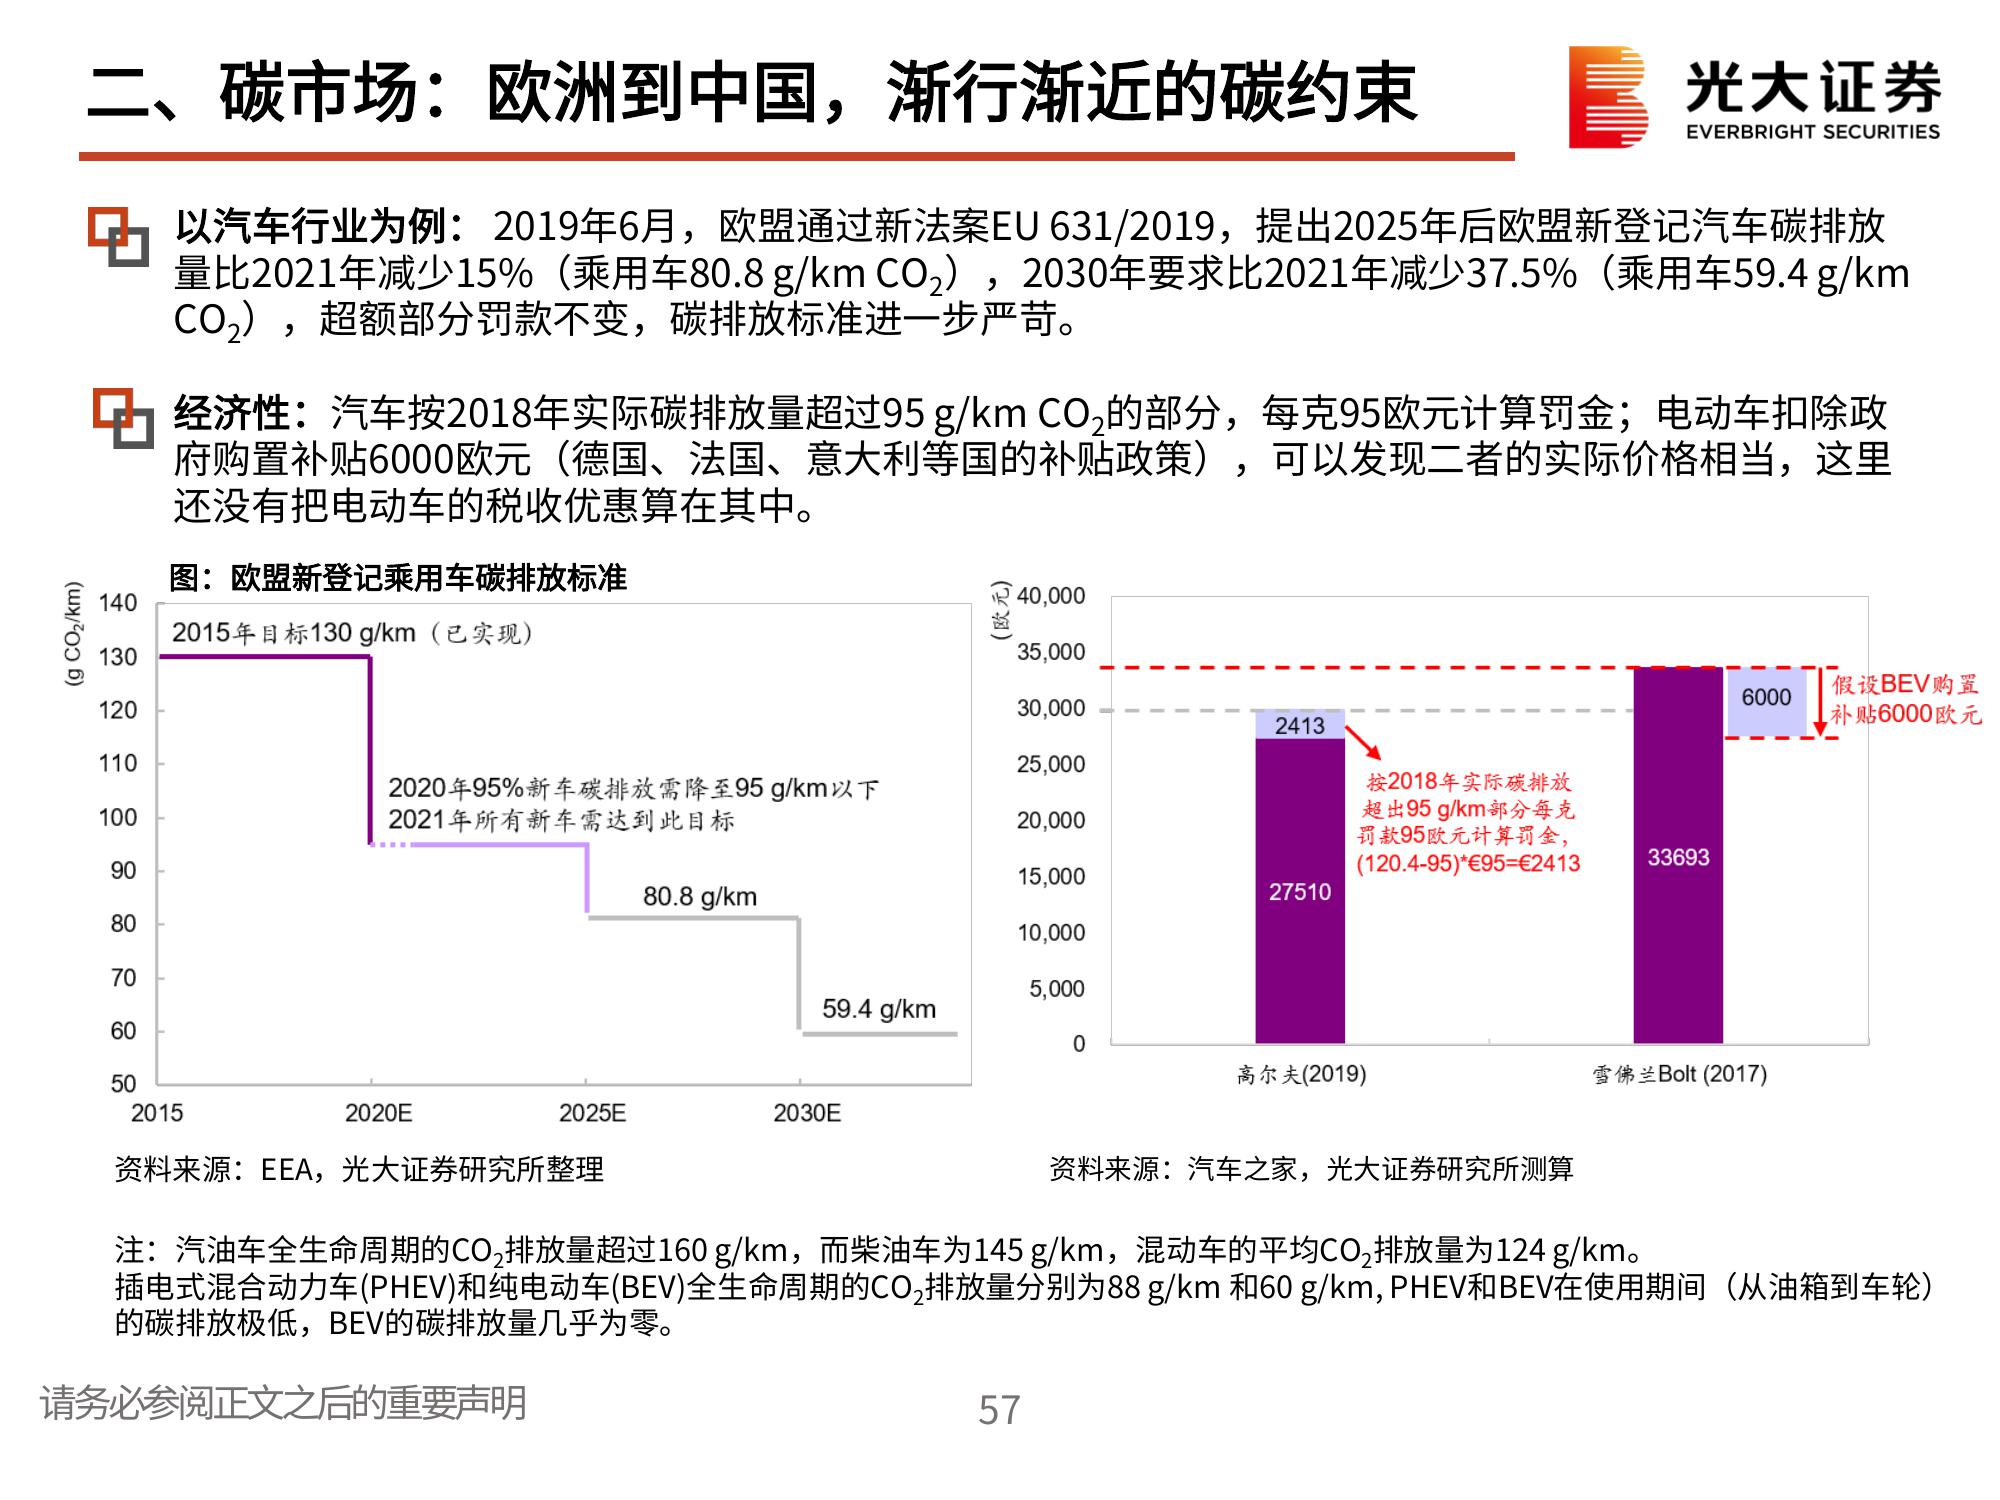 二、碳市场：欧洲到中国，渐行渐近的碳约束
光大证券
EVERBRIGHT SECURITIES
以汽车行业为例： 2019年6月，欧盟通过新法案EU 631/2019，提出2025年后欧盟新登记汽车碳排放
量比2021年减少15%（乘用车80.8 g/km CO₂），2030年要求比2021年减少37.5%（乘用车59.4 g/km
CO₂），超额部分罚款不变，碳排放标准进一步严苛。
经济性：汽车按2018年实际碳排放量超过95 g/km CO₂的部分，每克95欧元计算罚金；电动车扣除政
府购置补贴6000欧元（德国、法国、意大利等国的补贴政策），可以发现二者的实际价格相当，这里
还没有把电动车的税收优惠算在其中。
图：欧盟新登记乘用车碳排放标准
(g CO₂/km)
140
130
120
110
100
90
80
70
60
50
2015年目标130 g/km（已实现）
2020年95%新车碳排放需降至95 g/km以下
2021年所有新车需达到此目标
80.8 g/km
59.4 g/km
2015
2020E
2025E
2030E
(欧元)
40,000
35,000
30,000
25,000
20,000
15,000
10,000
5,000
0
2413
27510
33693
6000
假设BEV购置
补贴6000欧元
按2018年实际碳排放
超出95 g/km部分每克
罚款95欧元计算罚金，
(120.4-95)*€95=€2413
高尔夫(2019)
雪佛兰Bolt (2017)
资料来源：EEA，光大证券研究所整理
资料来源：汽车之家，光大证券研究所测算
注：汽油车全生命周期的CO₂排放量超过160 g/km，而柴油车为145 g/km，混动车的平均CO₂排放量为124 g/km。
插电式混合动力车(PHEV)和纯电动车(BEV)全生命周期的CO₂排放量分别为88 g/km 和60 g/km, PHEV和BEV在使用期间（从油箱到车轮）
的碳排放极低，BEV的碳排放量几乎为零。
请务必参阅正文之后的重要声明
57